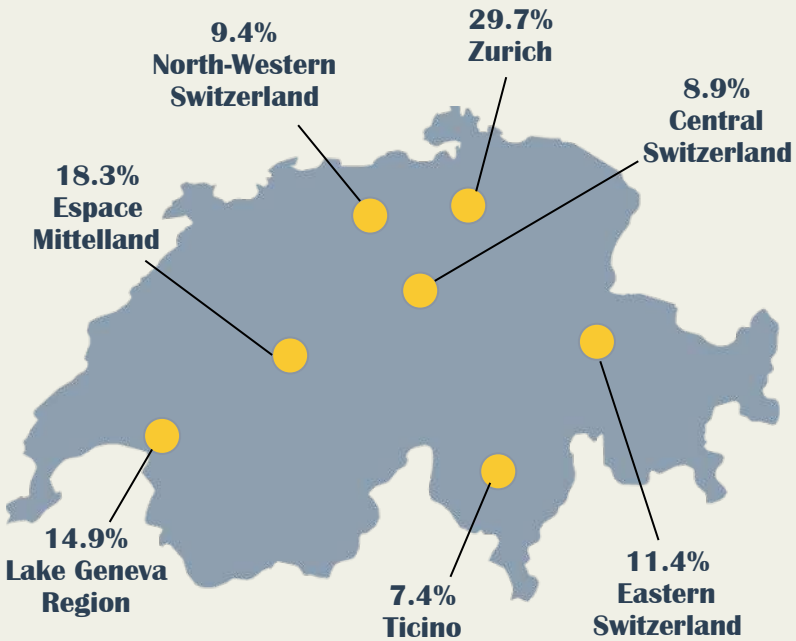 9.4%
North-Western
Switzerland
29.7%
Zurich
8.9%
Central
Switzerland
18.3%
Espace
Mittelland
14.9%
Lake Geneva
Region
7.4%
Ticino
11.4%
Eastern
Switzerland